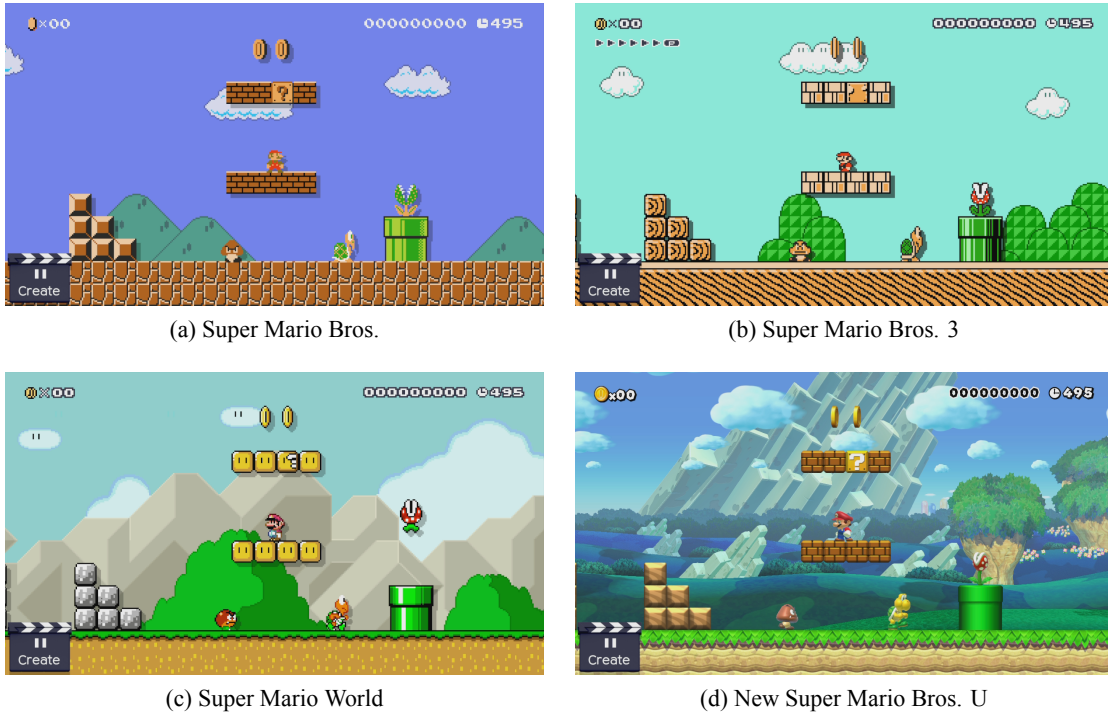 ×00 000000000 495
Create
(a) Super Mario Bros.
×00 000000000 495
P
Create
(b) Super Mario Bros. 3
×00 000000000 495
Create
(c) Super Mario World
x00 000000000 495
?
Create
(d) New Super Mario Bros. U